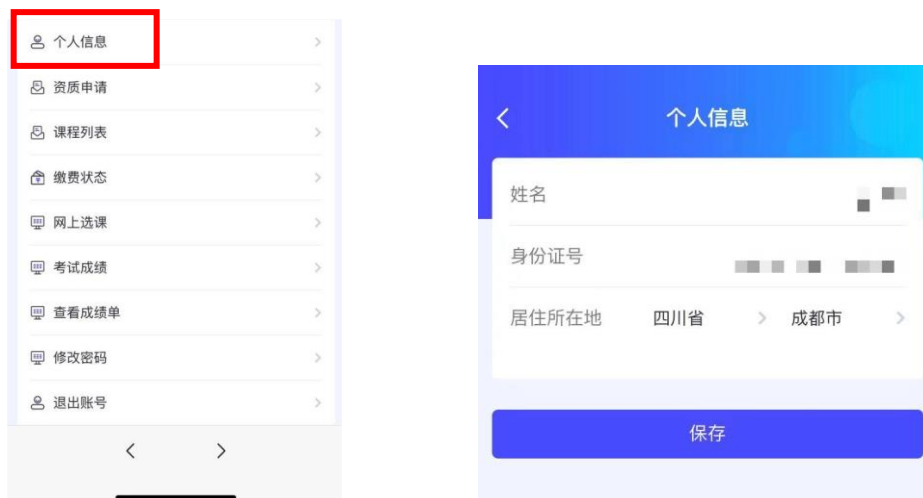 个人信息
资质申请
课程列表
缴费状态
网上选课
考试成绩
查看成绩单
修改密码
退出账号
个人信息
姓名
身份证号
居住所在地 四川省 成都市
保存